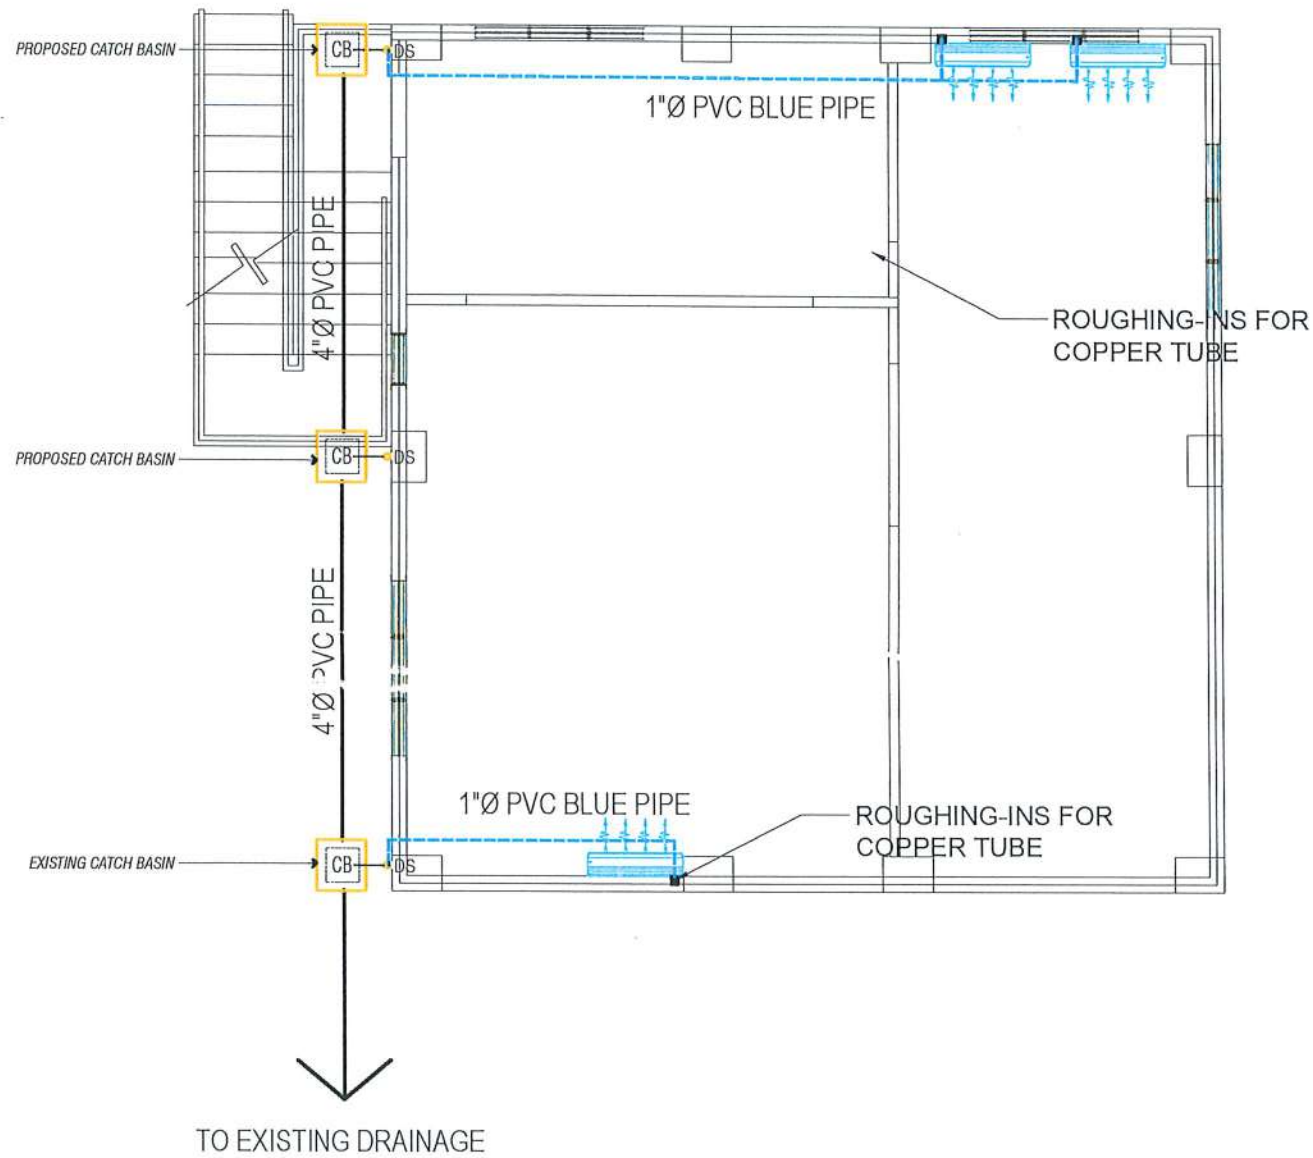 PROPOSED CATCH BASIN
CB
DS
1"Ø PVC BLUE PIPE
4"Ø PVC PIPE
ROUGHING-INS FOR
COPPER TUBE
PROPOSED CATCH BASIN
CB
DS
4"Ø PVC PIPE
1"Ø PVC BLUE PIPE
ROUGHING-INS FOR
COPPER TUBE
EXISTING CATCH BASIN
CB
DS
TO EXISTING DRAINAGE